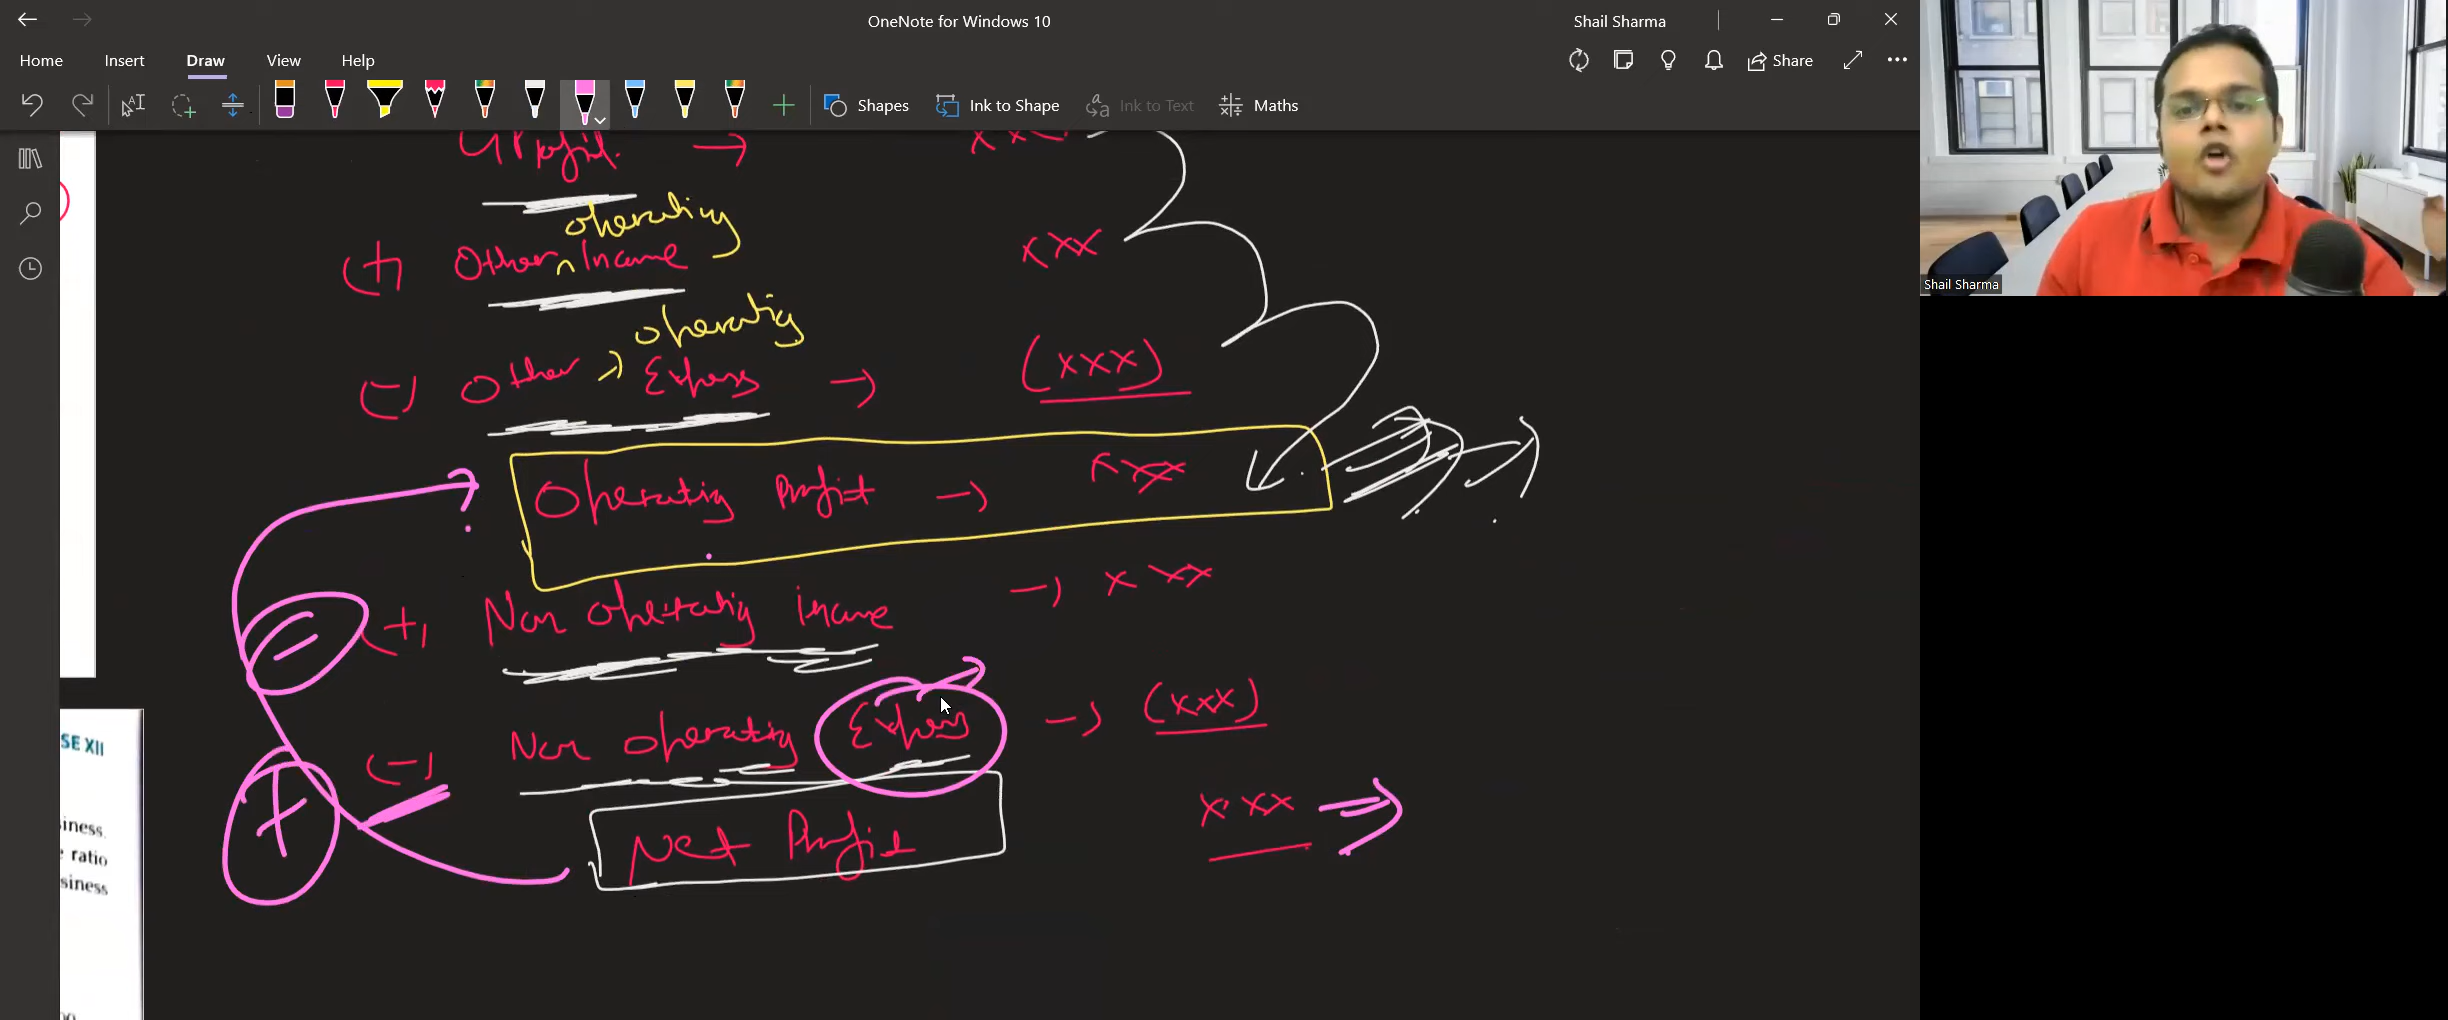 OneNote for Windows 10
Shail Sharma
Home Insert Draw View Help
Share
Shapes Ink to Shape Ink to Text Maths
Shail Sharma
G Profit → xxx
operating
(+) Other ^ Income xxx
operating
(-) Other Expenses → (xxx)
Operating Profit → xxx
?
(-) (+) Non operating income → xxx
(+) (-) Non operating Expenses → (xxx)
Net Profit xxx
SE XII
iness.
ratio
siness